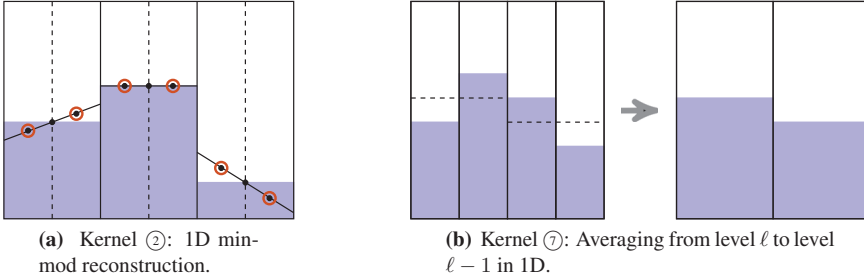 (a) Kernel ②: 1D min-
mod reconstruction.
(b) Kernel ⑦: Averaging from level ℓ to level
ℓ − 1 in 1D.